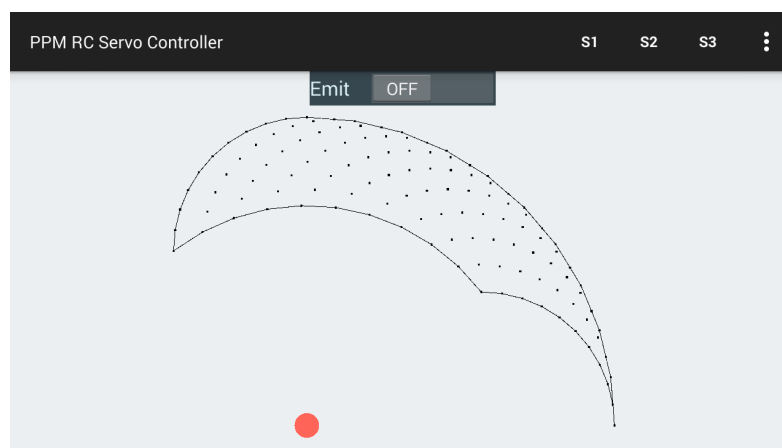 PPM RC Servo Controller S1 S2 S3
Emit OFF